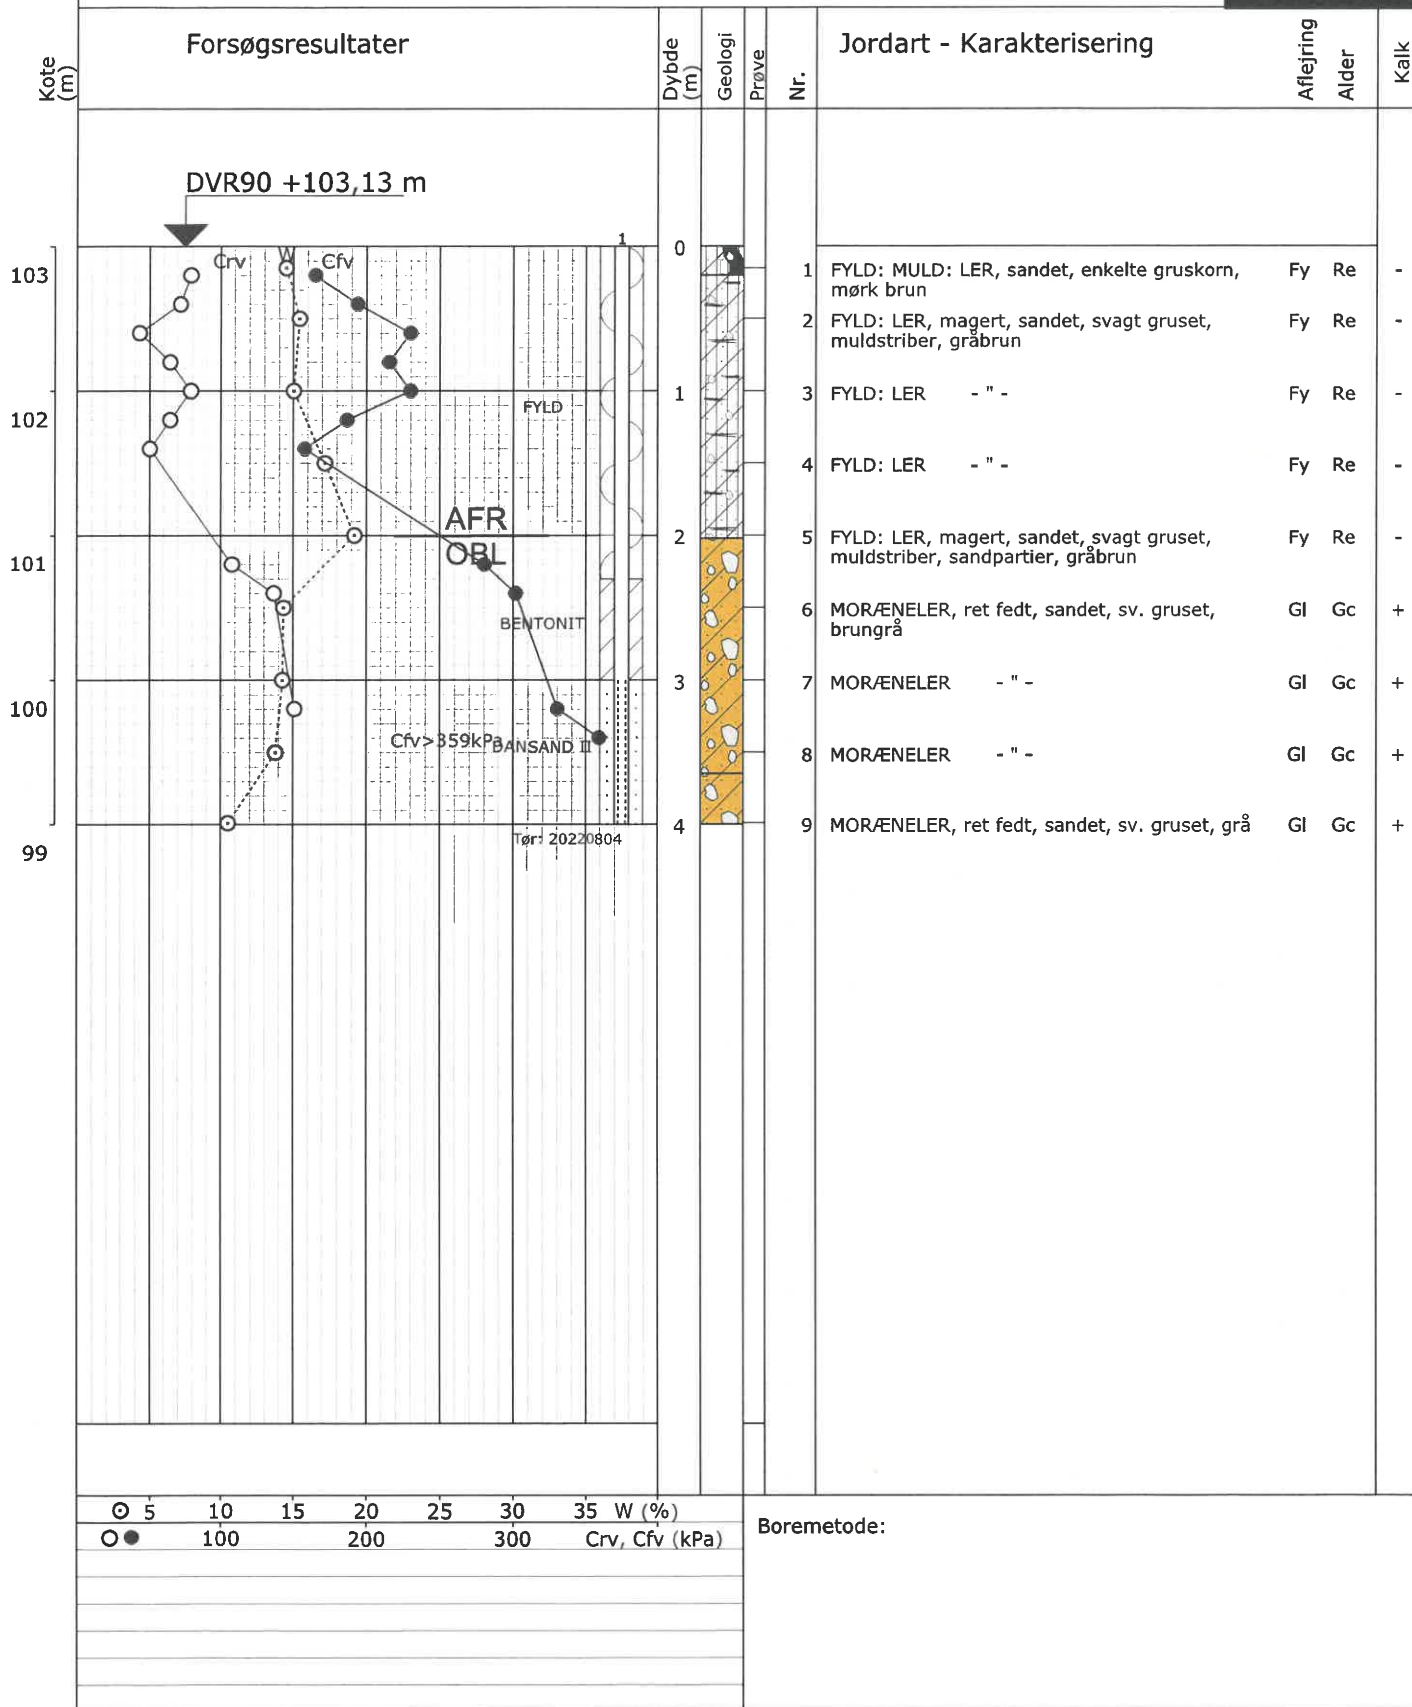 Forsøgsresultater
Kote (m)
Dybde (m)
Geologi
Prøve
Nr.
Jordart - Karakterisering
Aflejring
Alder
Kalk
DVR90 +103,13 m
103
102
101
100
99
Crv
W
Cfv
1
0
1
2
3
4
FYLD
AFR
OBL
BENTONIT
Cfv>359kPa
DANSAND II
Tør: 20220804
1 FYLD: MULD: LER, sandet, enkelte gruskorn, Fy Re -
mørk brun
2 FYLD: LER, magert, sandet, svagt gruset, Fy Re -
muldstriber, gråbrun
3 FYLD: LER - " - Fy Re -
4 FYLD: LER - " - Fy Re -
5 FYLD: LER, magert, sandet, svagt gruset, Fy Re -
muldstriber, sandpartier, gråbrun
6 MORÆNELER, ret fedt, sandet, sv. gruset, Gl Gc +
brungrå
7 MORÆNELER - " - Gl Gc +
8 MORÆNELER - " - Gl Gc +
9 MORÆNELER, ret fedt, sandet, sv. gruset, grå Gl Gc +
5 10 15 20 25 30 35 W (%)
100 200 300 Crv, Cfv (kPa)
Boremetode: